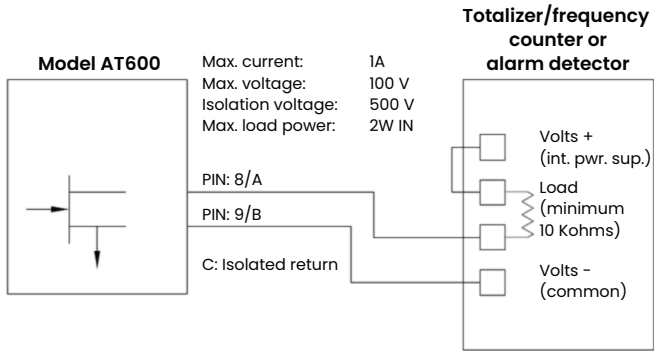 Totalizer/frequency
counter or
alarm detector
Model AT600
Max. current: 1A
Max. voltage: 100 V
Isolation voltage: 500 V
Max. load power: 2W IN
PIN: 8/A
PIN: 9/B
C: Isolated return
Volts +
(int. pwr. sup.)
Load
(minimum
10 Kohms)
Volts -
(common)